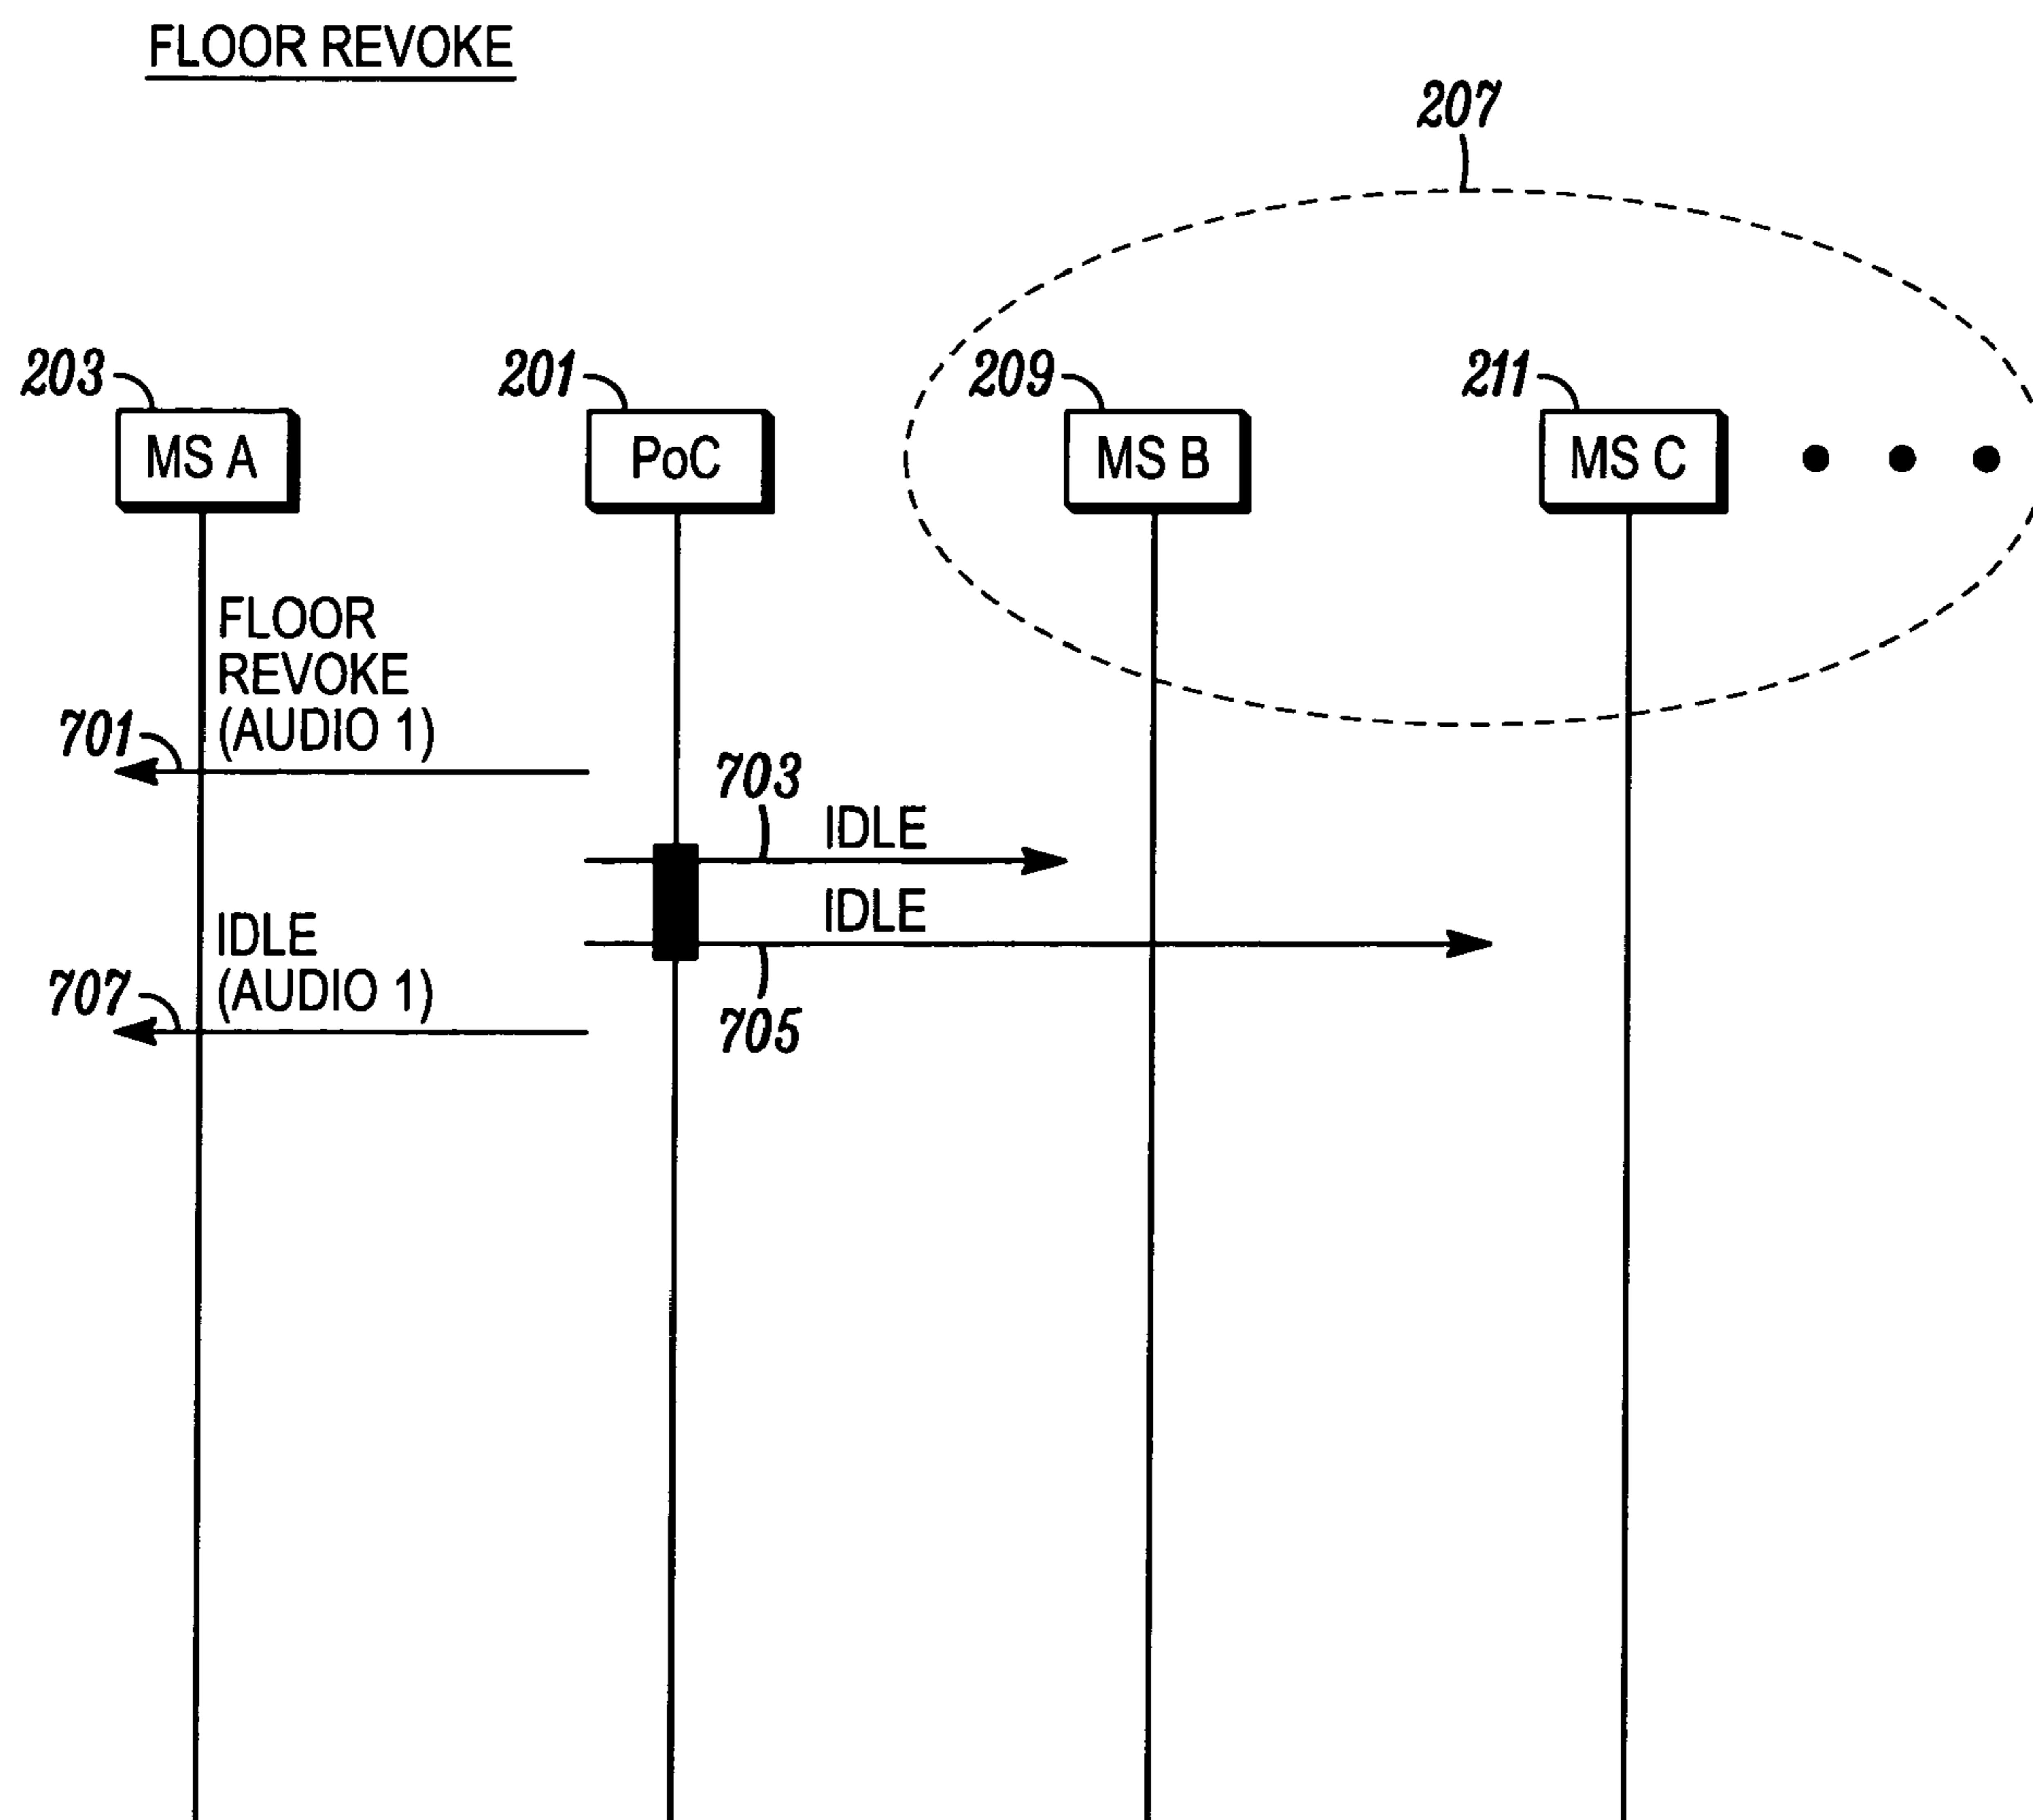 FLOOR REVOKE
207
203
201
209
211
MS A
PoC
MS B
MS C
FLOOR
REVOKE
(AUDIO 1)
701
703
IDLE
IDLE
IDLE
(AUDIO 1)
707
705